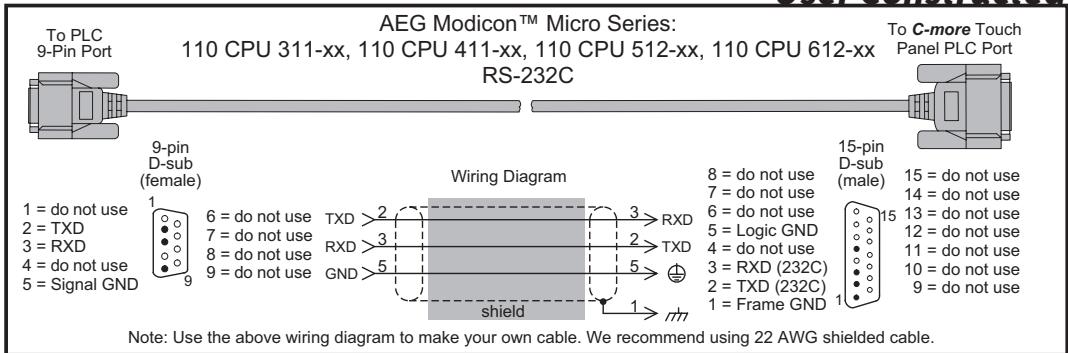 User Constructed
To PLC
9-Pin Port
AEG Modicon™ Micro Series:
110 CPU 311-xx, 110 CPU 411-xx, 110 CPU 512-xx, 110 CPU 612-xx
RS-232C
To C-more Touch
Panel PLC Port
9-pin
D-sub
(female)
1
9
1 = do not use
2 = TXD
3 = RXD
4 = do not use
5 = Signal GND
6 = do not use
7 = do not use
8 = do not use
9 = do not use
Wiring Diagram
TXD 2 3 RXD
RXD 3 2 TXD
GND 5 5
1
shield
8 = do not use
7 = do not use
6 = do not use
5 = Logic GND
4 = do not use
3 = RXD (232C)
2 = TXD (232C)
1 = Frame GND
15-pin
D-sub
(male)
15
1
15 = do not use
14 = do not use
13 = do not use
12 = do not use
11 = do not use
10 = do not use
9 = do not use
Note: Use the above wiring diagram to make your own cable. We recommend using 22 AWG shielded cable.